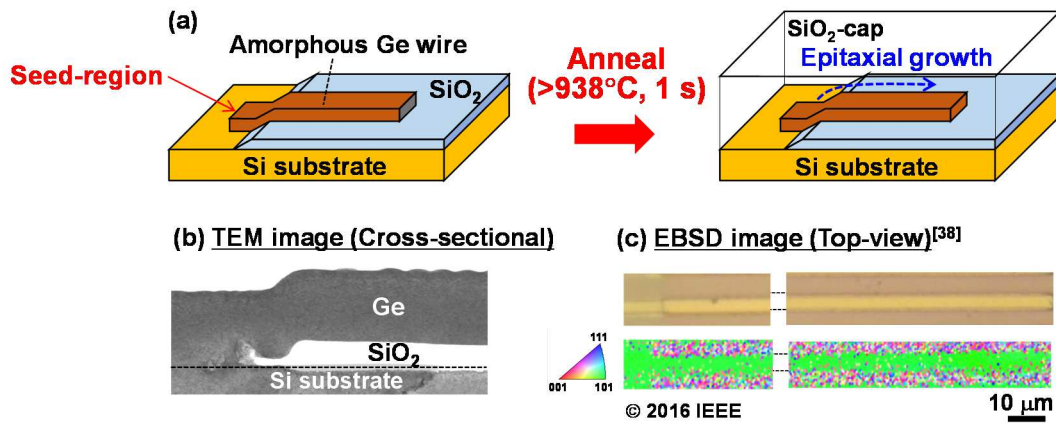 (a)
Amorphous Ge wire
Seed-region
SiO₂
Si substrate
Anneal
(>938°C, 1 s)
SiO₂-cap
Epitaxial growth
Si substrate
(b) TEM image (Cross-sectional)
Ge
SiO₂
Si substrate
(c) EBSD image (Top-view)[38]
111
001
101
© 2016 IEEE
10 μm